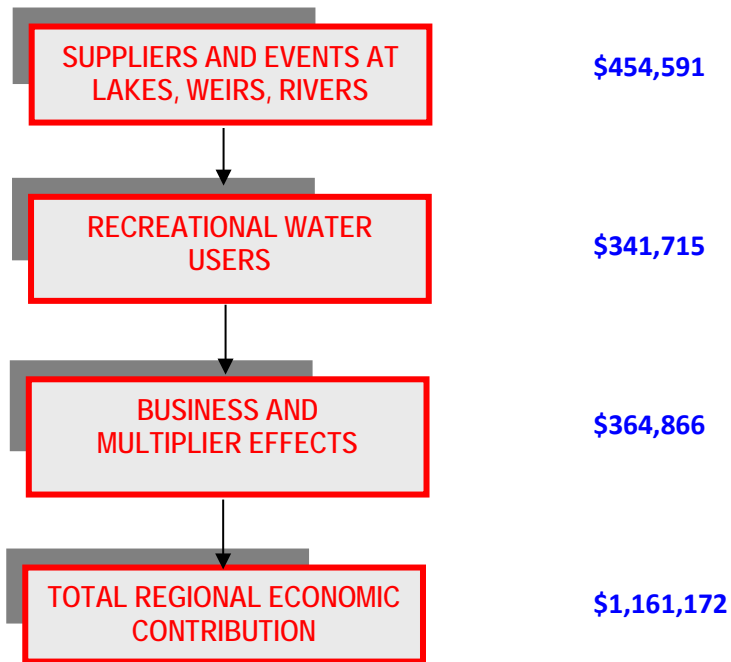 SUPPLIERS AND EVENTS AT
LAKES, WEIRS, RIVERS
$454,591
RECREATIONAL WATER
USERS
$341,715
BUSINESS AND
MULTIPLIER EFFECTS
$364,866
TOTAL REGIONAL ECONOMIC
CONTRIBUTION
$1,161,172